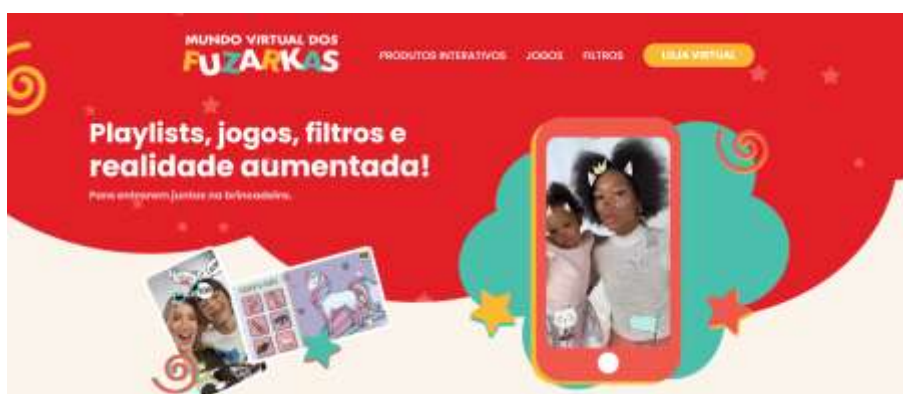 MUNDO VIRTUAL DOS
FUZARKAS
PRODUTOS INTERATIVOS JOGOS FILTROS LOJA VIRTUAL
Playlists, jogos, filtros e
realidade aumentada!
Para entrarem juntos na brincadeira.